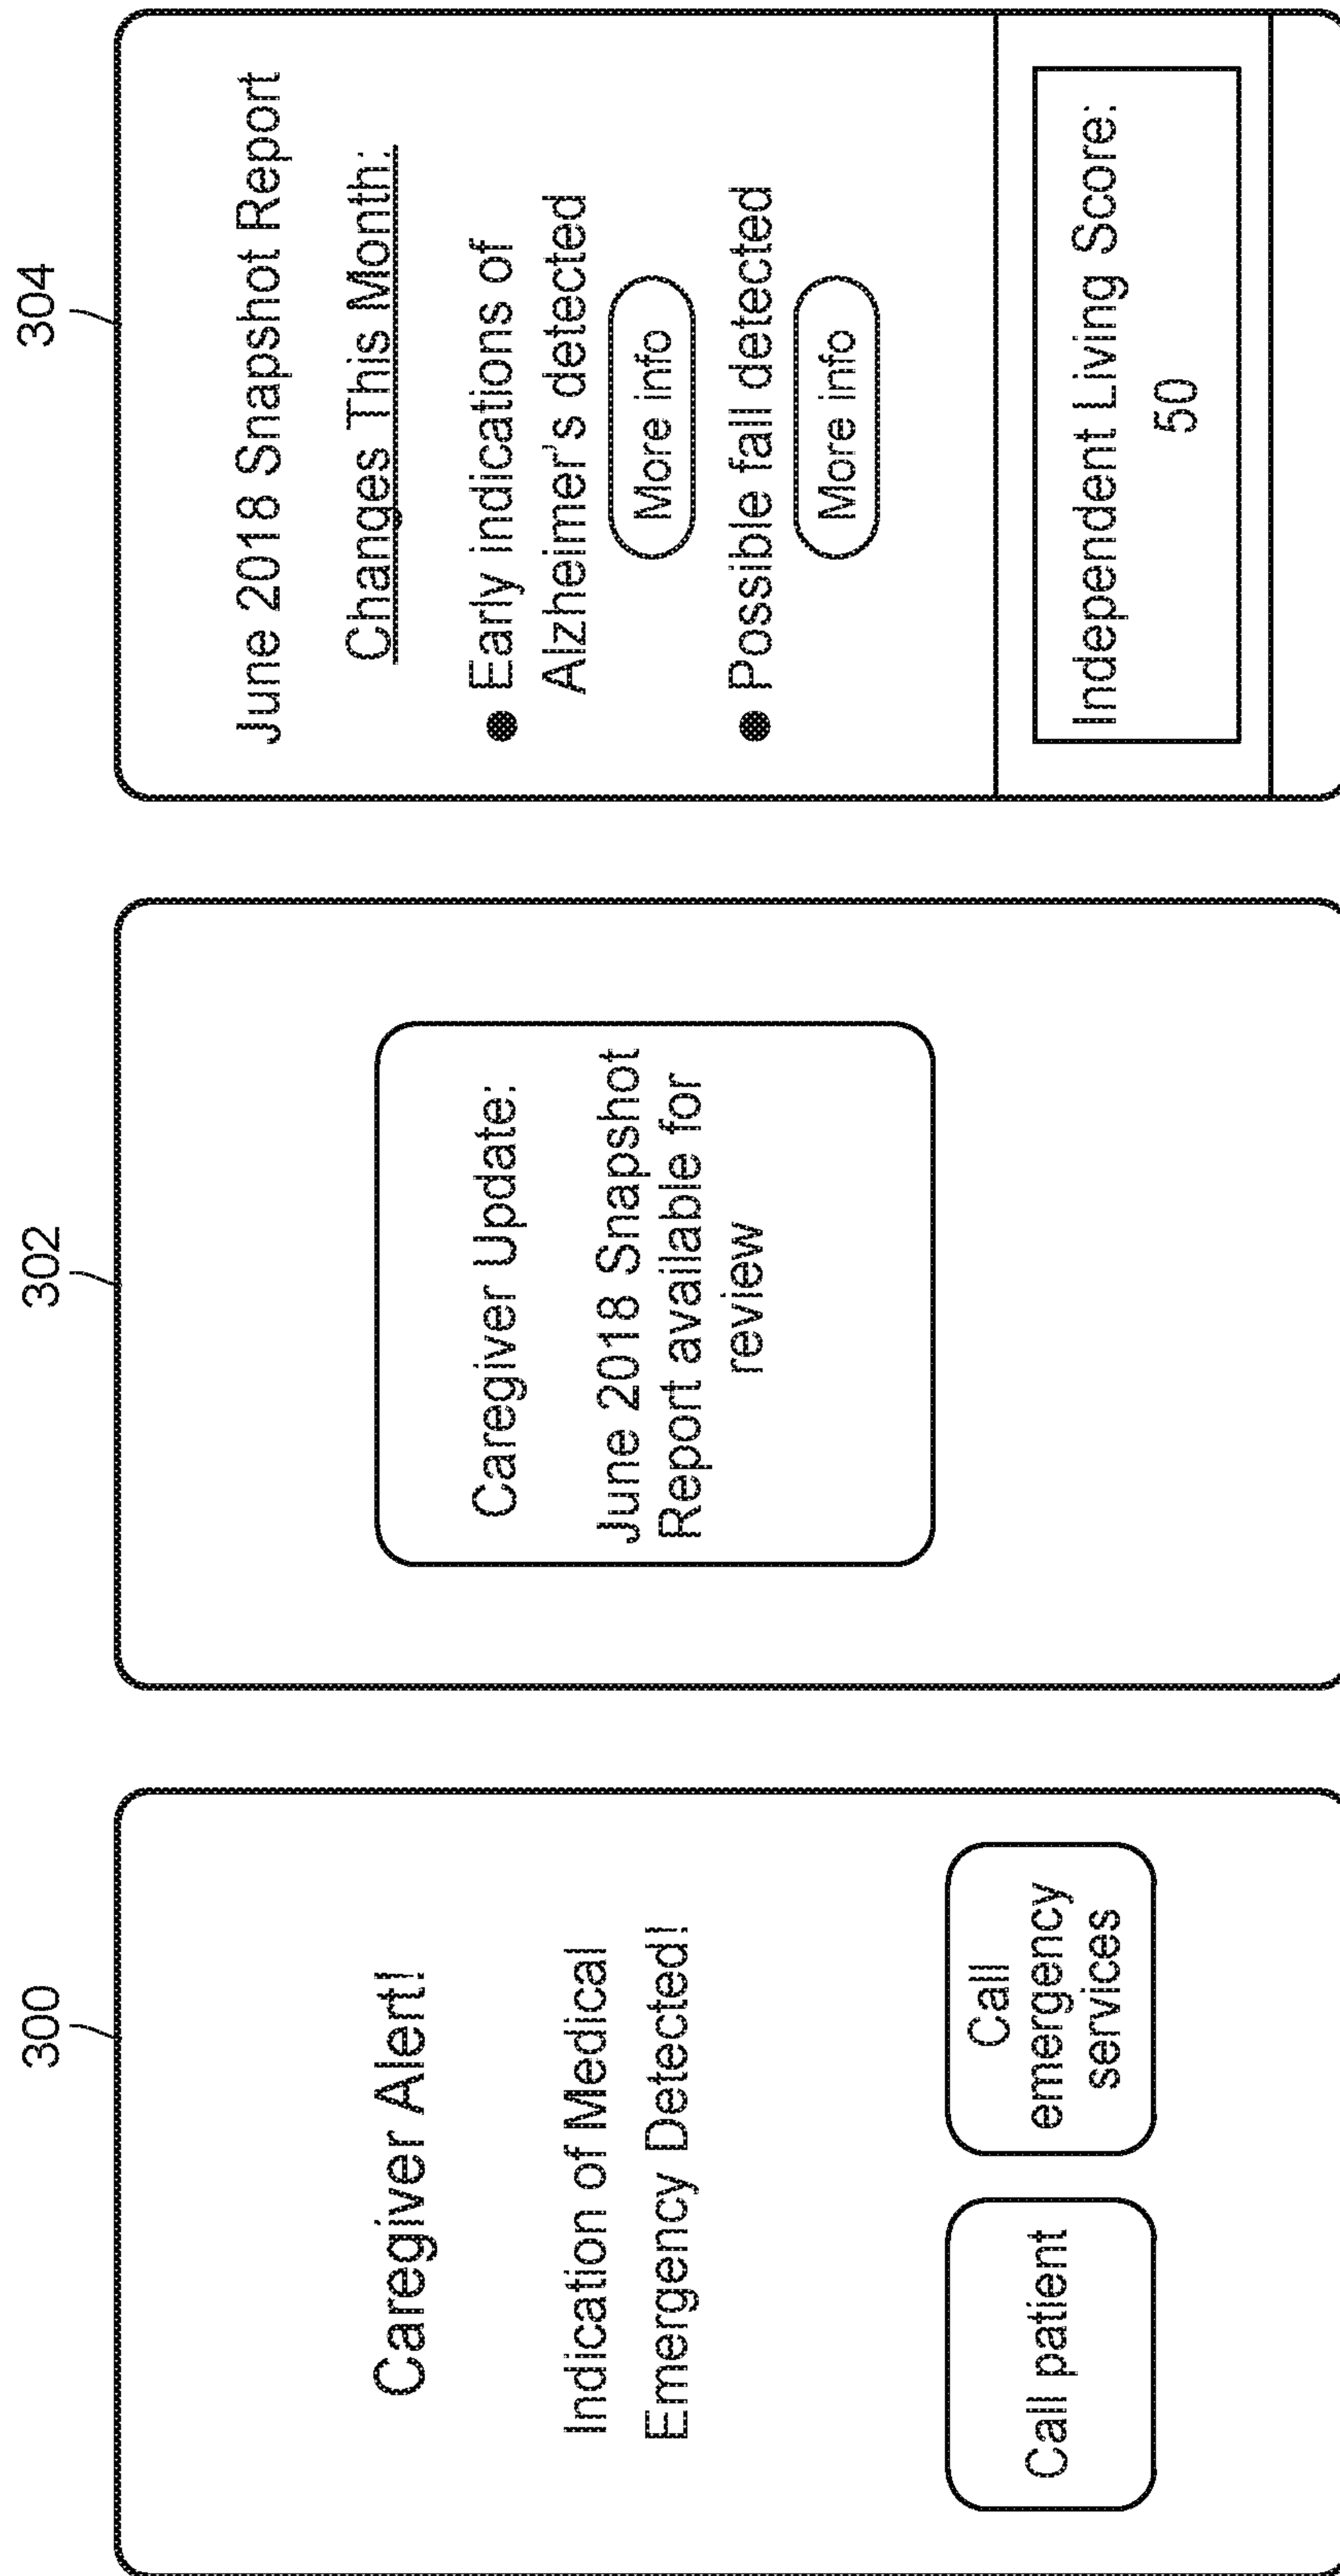 300
Caregiver Alert!
Indication of Medical
Emergency Detected!
Call patient
Call
emergency
services
302
Caregiver Update:
June 2018 Snapshot
Report available for
review
304
June 2018 Snapshot Report
Changes This Month:
● Early indications of
Alzheimer's detected
More info
● Possible fall detected
More info
Independent Living Score:
50